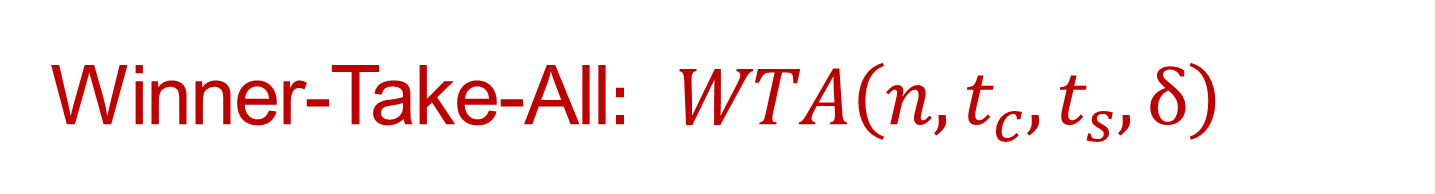 Winner-Take-All: WTA(n, t_c, t_s, δ)